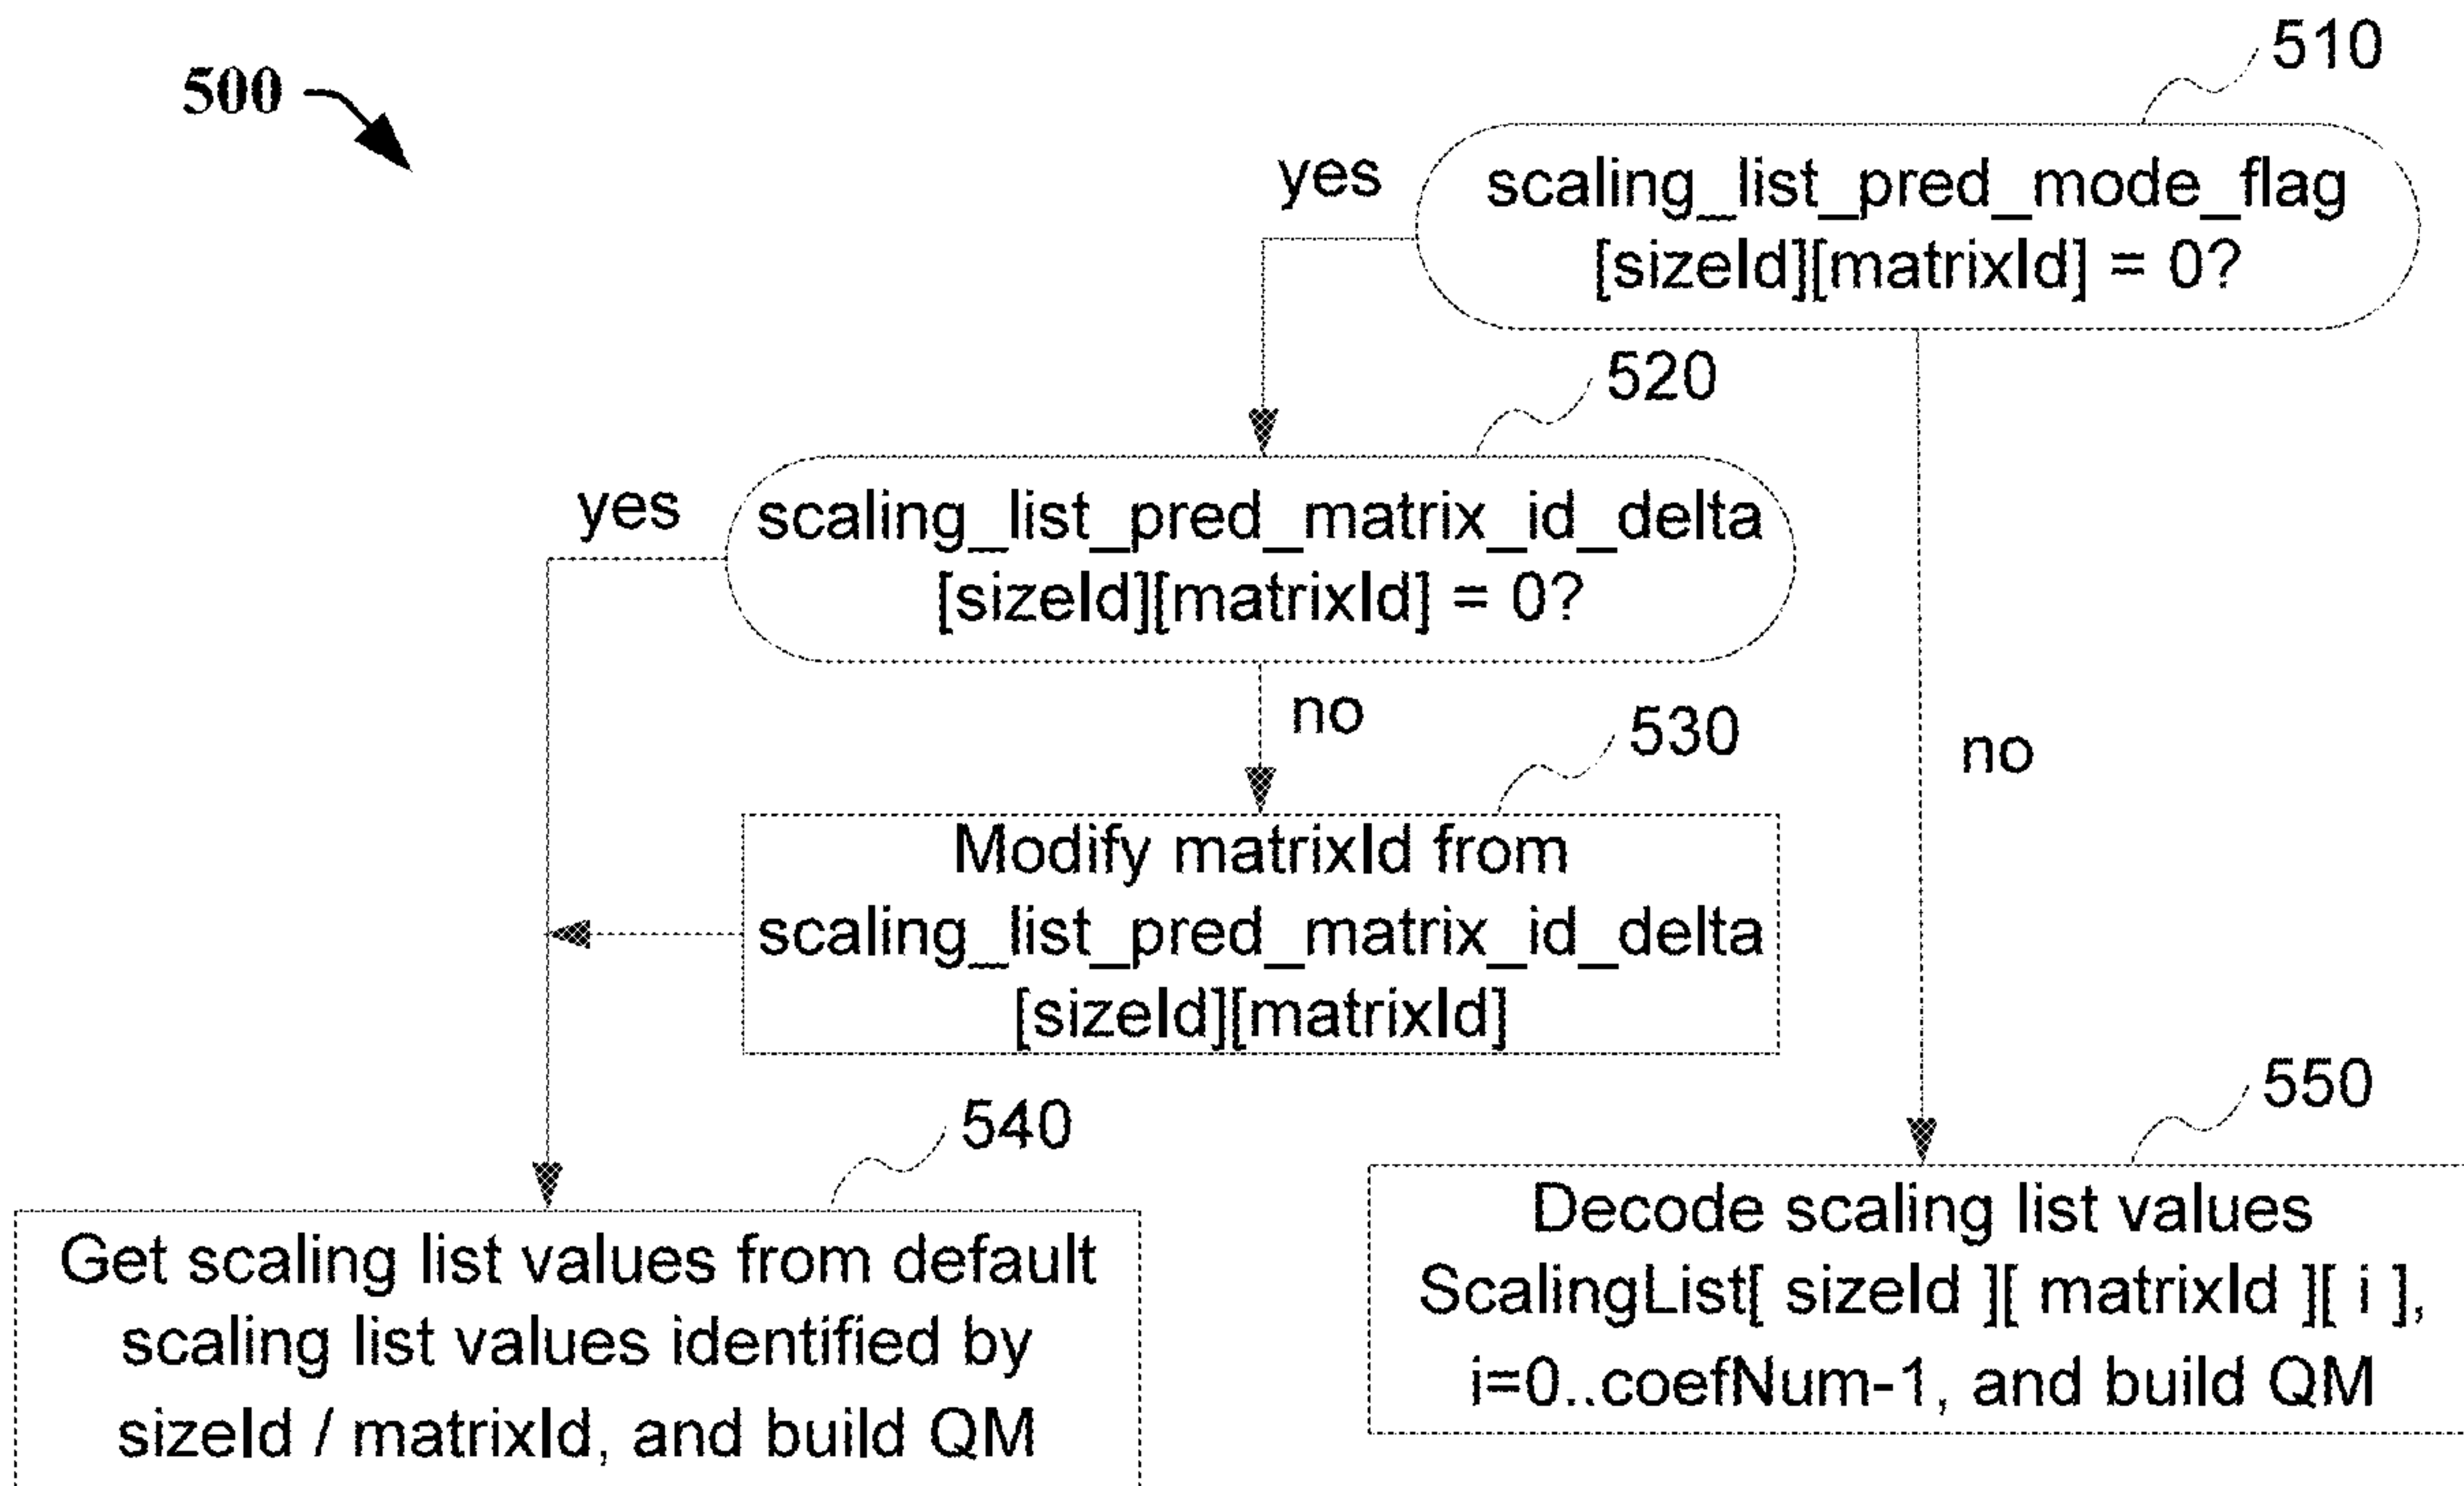 500
510
yes
scaling_list_pred_mode_flag
[sizeId][matrixId] = 0?
520
yes
scaling_list_pred_matrix_id_delta
[sizeId][matrixId] = 0?
no
530
no
Modify matrixId from
scaling_list_pred_matrix_id_delta
[sizeId][matrixId]
540
550
Get scaling list values from default
scaling list values identified by
sizeId / matrixId, and build QM
Decode scaling list values
ScalingList[ sizeId ][ matrixId ][ i ],
i=0..coefNum-1, and build QM